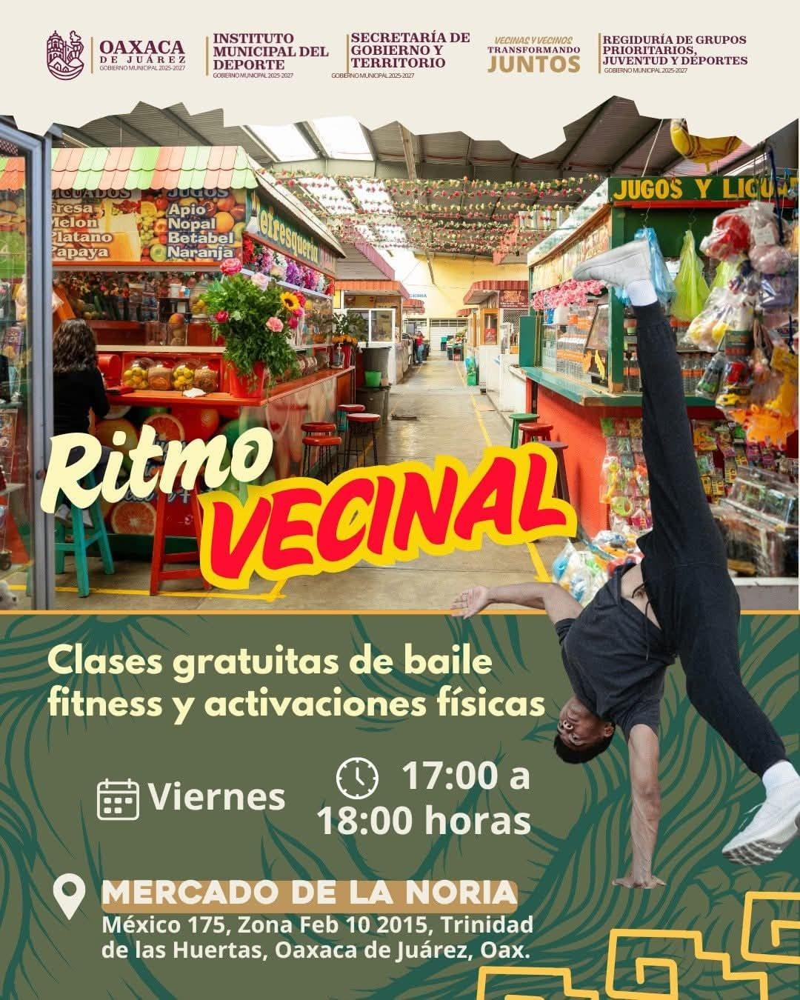 OAXACA
DE JUÁREZ
GOBIERNO MUNICIPAL 2025-2027
INSTITUTO
MUNICIPAL DEL
DEPORTE
GOBIERNO MUNICIPAL 2025-2027
SECRETARÍA DE
GOBIERNO Y
TERRITORIO
GOBIERNO MUNICIPAL 2025-2027
VECINAS Y VECINOS
TRANSFORMANDO
JUNTOS
REGIDURÍA DE GRUPOS
PRIORITARIOS,
JUVENTUD Y DEPORTES
GOBIERNO MUNICIPAL 2025-2027
LICUADOS
Fresa
Melon
Platano
Papaya
JUGOS
Apio
Nopal
Betabel
Naranja
Refresqueria
JUGOS Y LICUA
Ritmo
VECINAL
Clases gratuitas de baile
fitness y activaciones físicas
Viernes
17:00 a
18:00 horas
MERCADO DE LA NORIA
México 175, Zona Feb 10 2015, Trinidad
de las Huertas, Oaxaca de Juárez, Oax.